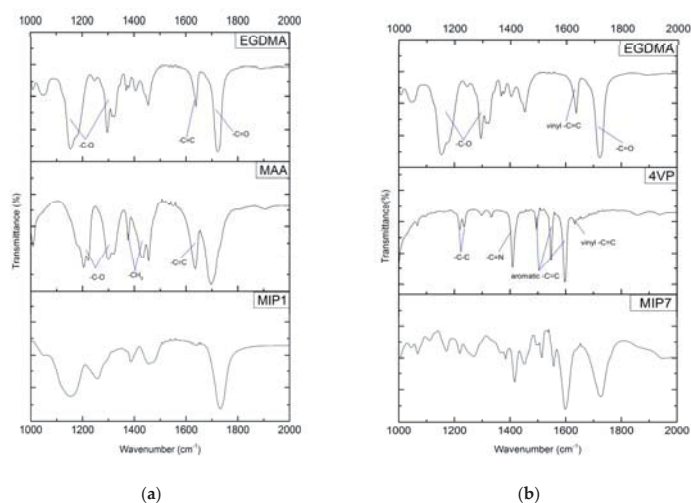 1000 1200 1400 1600 1800 2000
EGDMA
-C-O
-C=C
-C=O
MAA
-C-O
-CH3
-C=C
MIP1
Transmittance(%)
1000 1200 1400 1600 1800 2000
Wavenumber (cm-1)
(a)
1000 1200 1400 1600 1800 2000
EGDMA
-C-O
vinyl -C=C
-C=O
4VP
-C-C
-C=N
aromatic -C=C
vinyl -C=C
MIP7
Transmittance(%)
1000 1200 1400 1600 1800 2000
Wavenumber (cm-1)
(b)